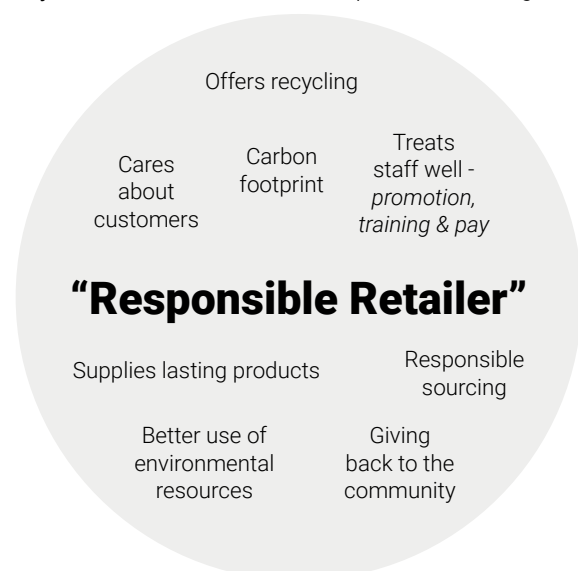 Offers recycling
Cares
about
customers
Carbon
footprint
Treats
staff well -
promotion,
training & pay
“Responsible Retailer”
Supplies lasting products
Responsible
sourcing
Better use of
environmental
resources
Giving
back to the
community